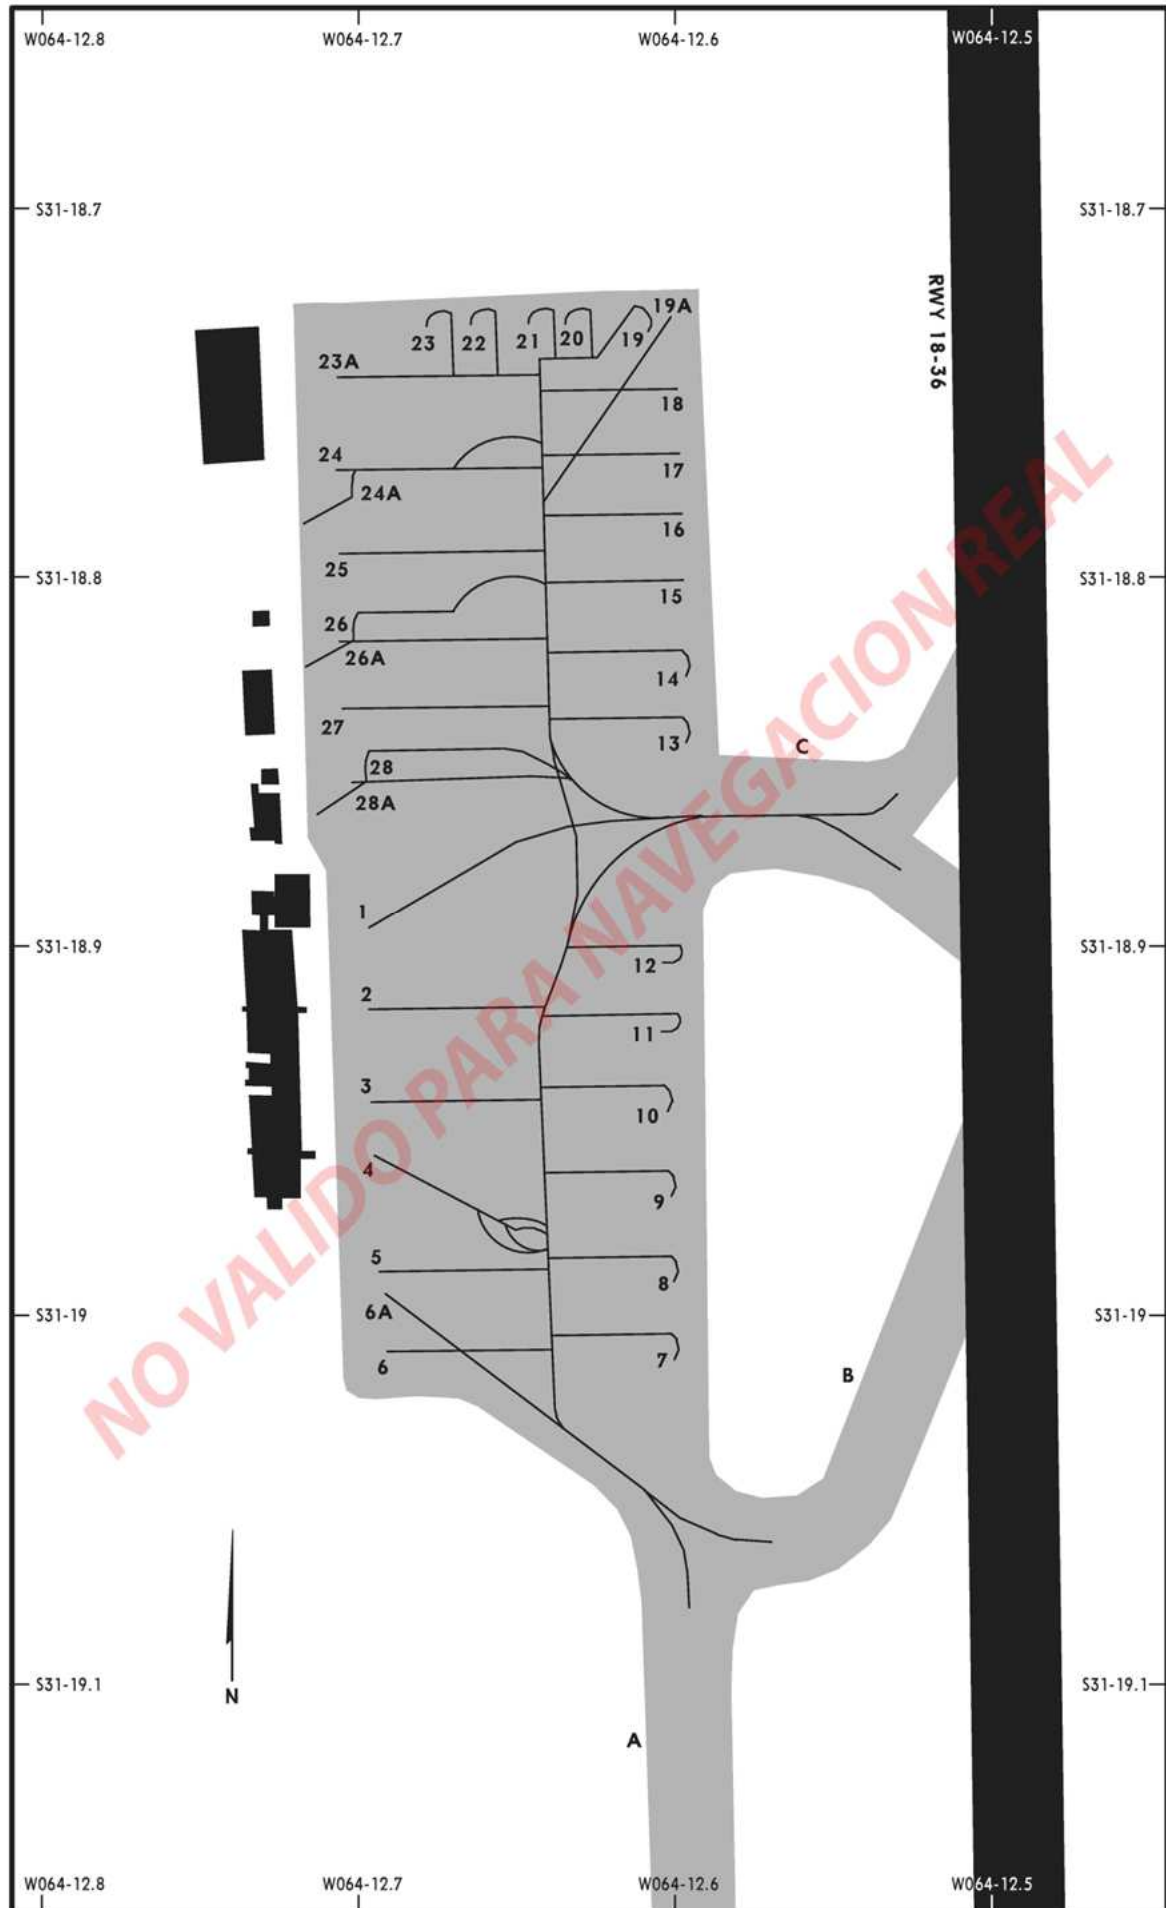 W064-12.8 W064-12.7 W064-12.6 W064-12.5
S31-18.7 S31-18.7
RWY 18-36
19A
23 22 21 20 19
23A
18
24
17
24A
16
25
15
26
26A
14
27
13
C
28
28A
1
S31-18.8 S31-18.8
S31-18.9 S31-18.9
12
2
11
3
10
4
9
5
8
6A
S31-19 S31-19
6
7
B
NO VALIDO PARA NAVEGACION REAL
N
S31-19.1 S31-19.1
A
W064-12.8 W064-12.7 W064-12.6 W064-12.5